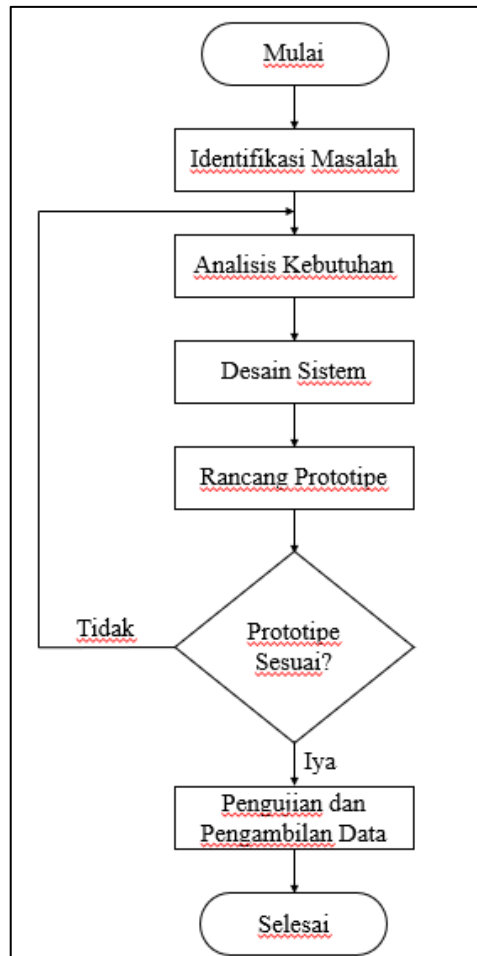 Mulai
Identifikasi Masalah
Analisis Kebutuhan
Desain Sistem
Rancang Prototipe
Tidak
Prototipe
Sesuai?
Iya
Pengujian dan
Pengambilan Data
Selesai